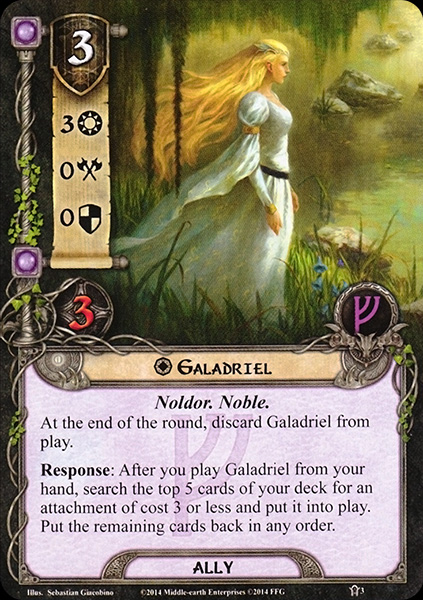 3
3
0
0
3
Galadriel
Noldor. Noble.
At the end of the round, discard Galadriel from
play.
Response: After you play Galadriel from your
hand, search the top 5 cards of your deck for an
attachment of cost 3 or less and put it into play.
Put the remaining cards back in any order.
ALLY
Illus. Sebastian Giacobino
©2014 Middle-earth Enterprises ©2014 FFG
3